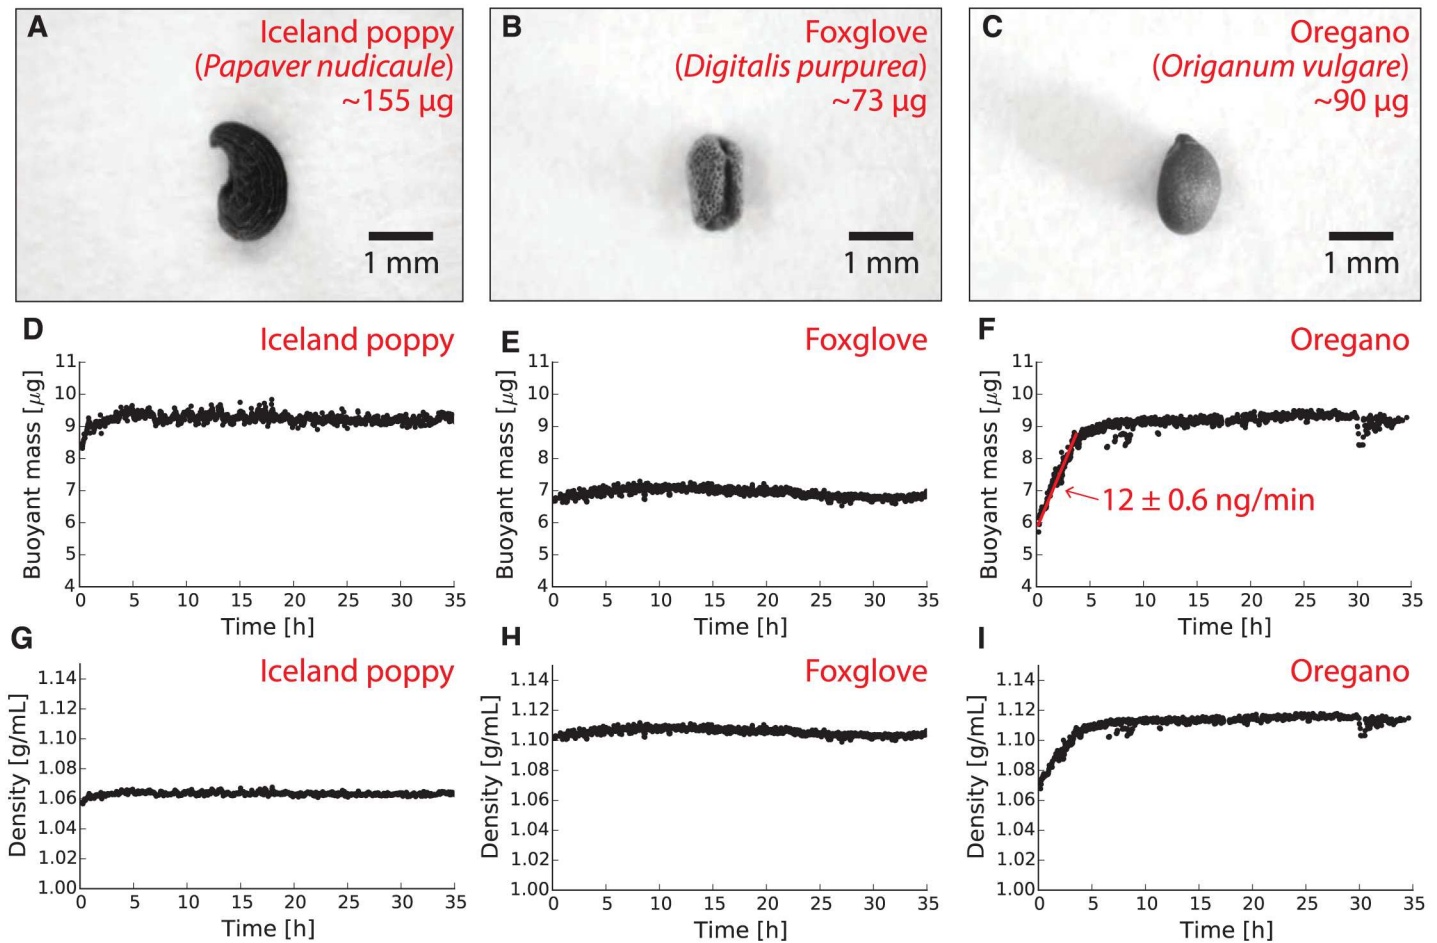 A
Iceland poppy
(Papaver nudicaule)
~155 μg
1 mm
B
Foxglove
(Digitalis purpurea)
~73 μg
1 mm
C
Oregano
(Origanum vulgare)
~90 μg
1 mm
D
Iceland poppy
Buoyant mass [μg]
11
10
9
8
7
6
5
4
0 5 10 15 20 25 30 35
Time [h]
E
Foxglove
Buoyant mass [μg]
11
10
9
8
7
6
5
4
0 5 10 15 20 25 30 35
Time [h]
F
Oregano
Buoyant mass [μg]
11
10
9
8
7
6
5
4
12 ± 0.6 ng/min
0 5 10 15 20 25 30 35
Time [h]
G
Iceland poppy
Density [g/mL]
1.14
1.12
1.10
1.08
1.06
1.04
1.02
1.00
0 5 10 15 20 25 30 35
Time [h]
H
Foxglove
Density [g/mL]
1.14
1.12
1.10
1.08
1.06
1.04
1.02
1.00
0 5 10 15 20 25 30 35
Time [h]
I
Oregano
Density [g/mL]
1.14
1.12
1.10
1.08
1.06
1.04
1.02
1.00
0 5 10 15 20 25 30 35
Time [h]